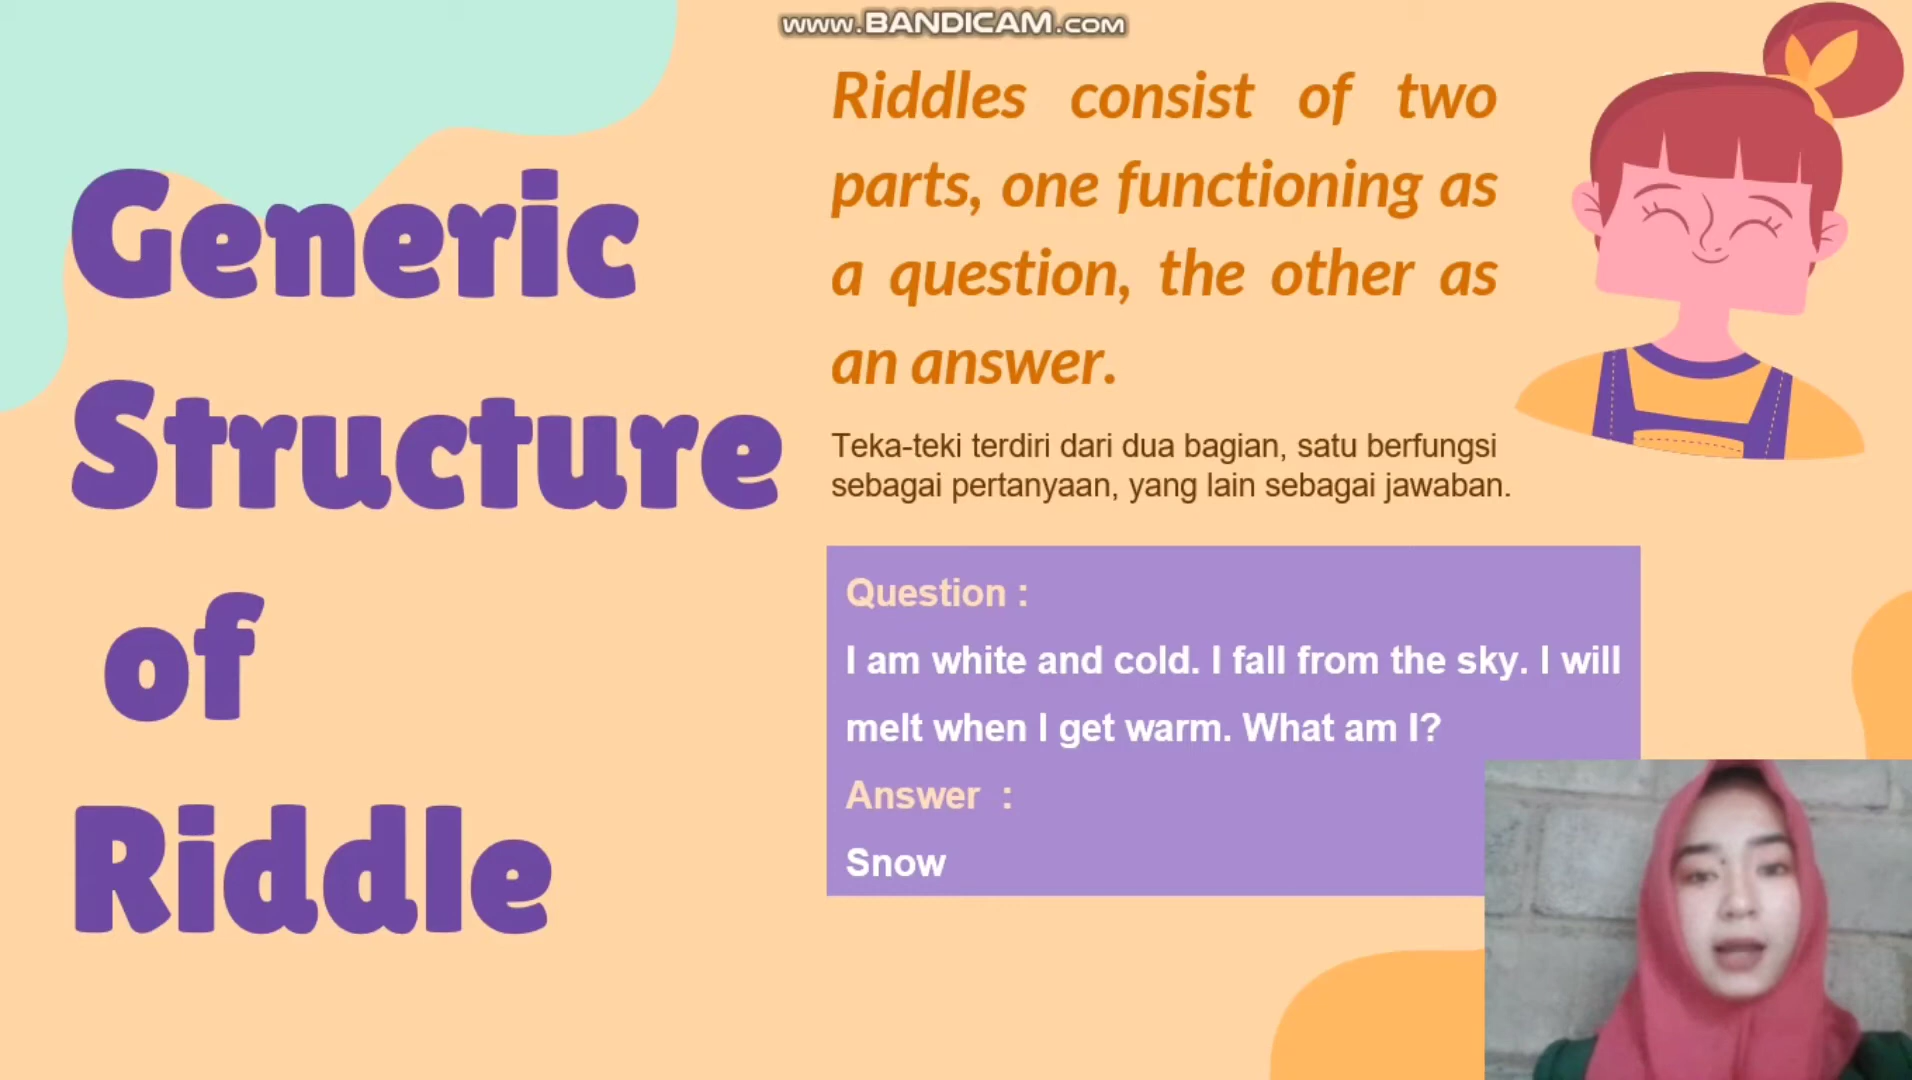 www.BANDICAM.com
Generic
Structure
of
Riddle
Riddles consist of two
parts, one functioning as
a question, the other as
an answer.
Teka-teki terdiri dari dua bagian, satu berfungsi
sebagai pertanyaan, yang lain sebagai jawaban.
Question :
I am white and cold. I fall from the sky. I will
melt when I get warm. What am I?
Answer :
Snow